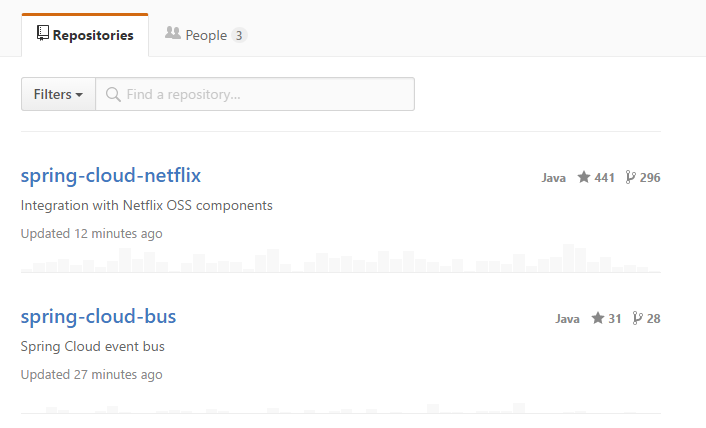 Repositories People 3
Filters Find a repository...
spring-cloud-netflix Java 441 296
Integration with Netflix OSS components
Updated 12 minutes ago
spring-cloud-bus Java 31 28
Spring Cloud event bus
Updated 27 minutes ago